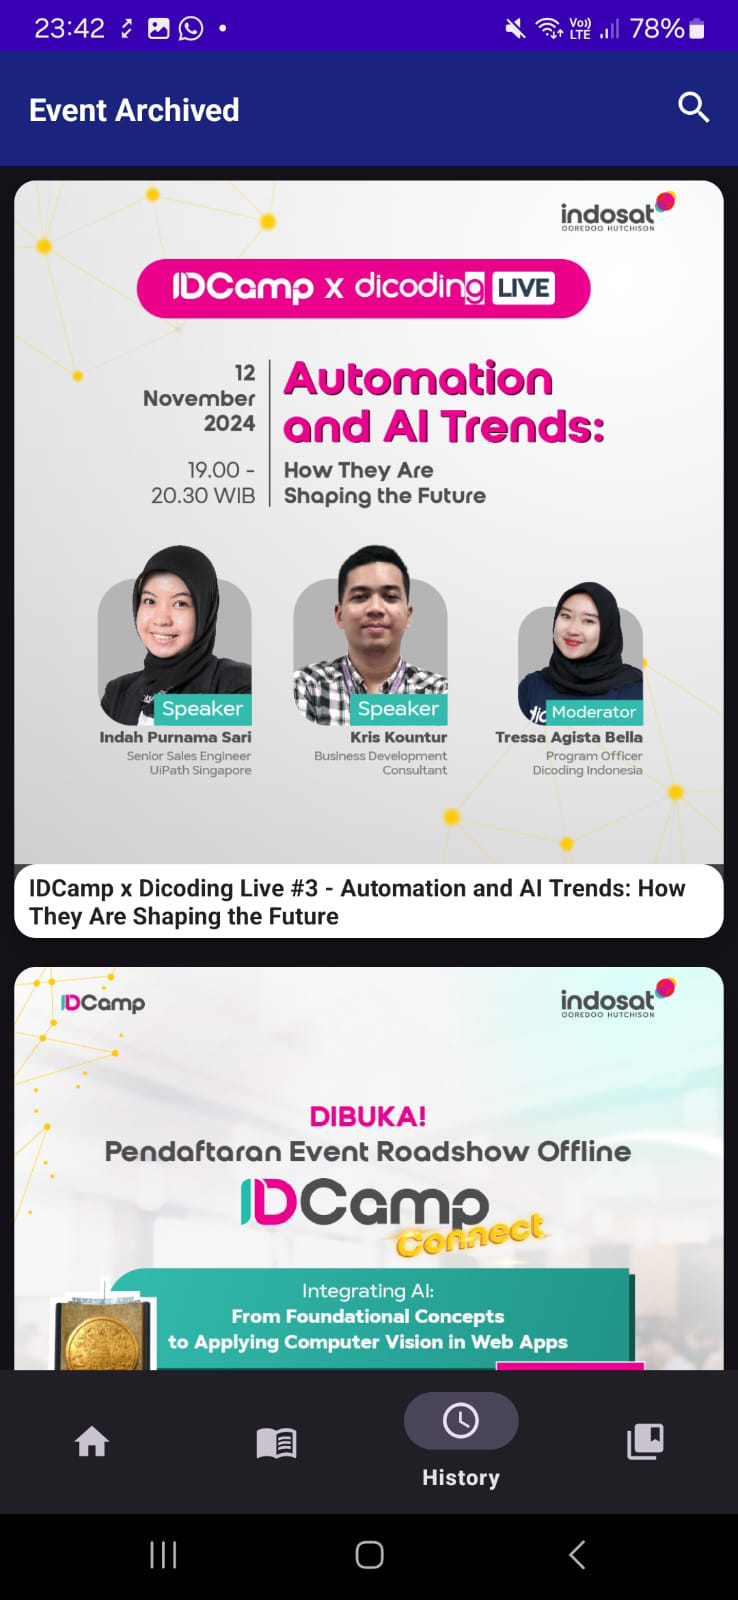 23:42
Vo)) LTE
78%
Event Archived
indosat
OOREDOO HUTCHISON
IDCamp x dicoding LIVE
12
November
2024
19.00 -
20.30 WIB
Automation
and AI Trends:
How They Are
Shaping the Future
Speaker
Indah Purnama Sari
Senior Sales Engineer
UiPath Singapore
Speaker
Kris Kountur
Business Development
Consultant
Moderator
Tressa Agista Bella
Program Officer
Dicoding Indonesia
IDCamp x Dicoding Live #3 - Automation and AI Trends: How
They Are Shaping the Future
IDCamp
indosat
OOREDOO HUTCHISON
DIBUKA!
Pendaftaran Event Roadshow Offline
IDCamp
Connect
Integrating AI:
From Foundational Concepts
to Applying Computer Vision in Web Apps
History